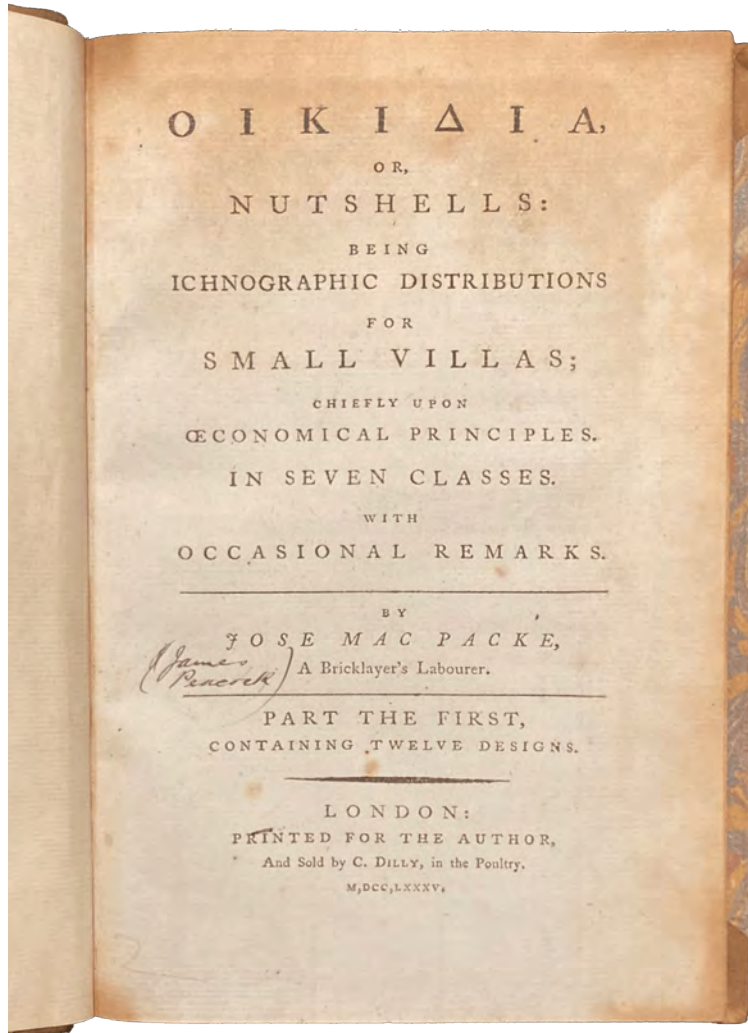 ΟΙΚΙΔΙΑ,
OR,
NUTSHELLS:
BEING
ICHNOGRAPHIC DISTRIBUTIONS
FOR
SMALL VILLAS;
CHIEFLY UPON
ŒCONOMICAL PRINCIPLES.
IN SEVEN CLASSES.
WITH
OCCASIONAL REMARKS.
BY
JOSE MAC PACKE,
(James
Peacock)
A Bricklayer's Labourer.
PART THE FIRST,
CONTAINING TWELVE DESIGNS.
LONDON:
PRINTED FOR THE AUTHOR,
And Sold by C. DILLY, in the Poultry.
M,DCC,LXXXV.